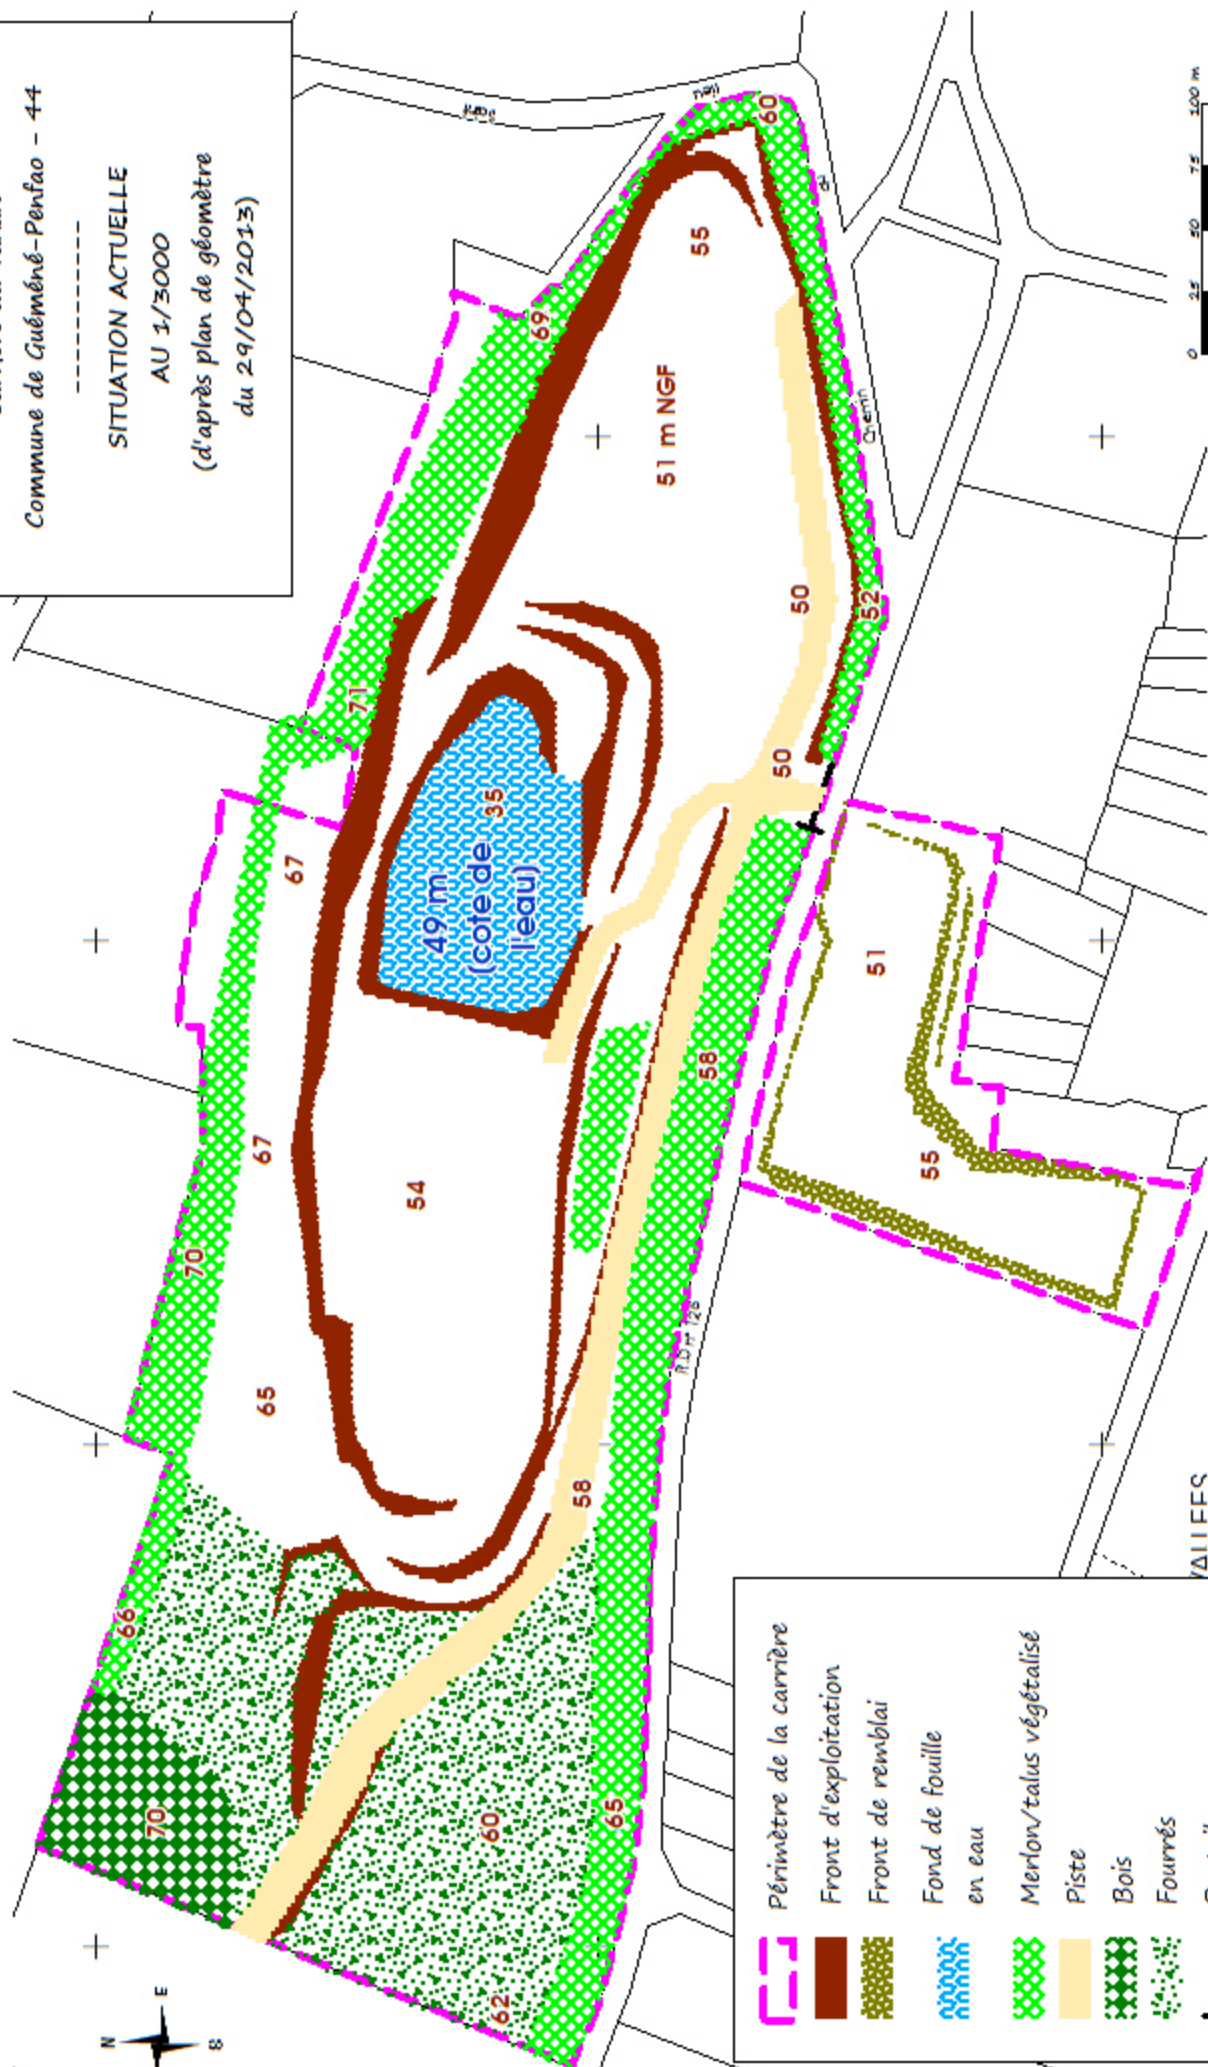 Commune de Guéméné-Penfao - 44
----------
SITUATION ACTUELLE
AU 1/3000
(d'après plan de géomètre
du 29/04/2013)
N
E
S
70
66
62
60
65
58
65
70
67
54
67
71
69
49 m
(cote de
l'eau)
35
58
50
50
52
51 m NGF
55
60
51
55
R.D n° 128
Chemin
0 25 50 75 100 m
Périmètre de la carrière
Front d'exploitation
Front de remblai
Fond de fouille
en eau
Merlon/talus végétalisé
Piste
Bois
Fourrés